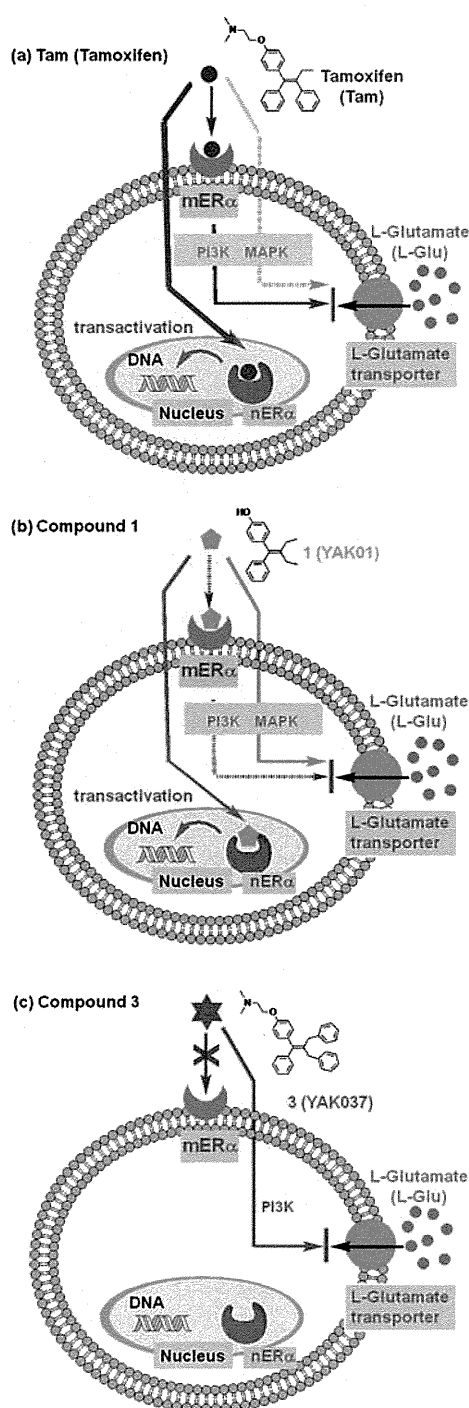 (a) Tam (Tamoxifen)
N
O
Tamoxifen
(Tam)
mERα
PI3K MAPK
L-Glutamate
(L-Glu)
transactivation
DNA
Nucleus nERα
L-Glutamate
transporter
(b) Compound 1
HO
1 (YAK01)
mERα
PI3K MAPK
L-Glutamate
(L-Glu)
transactivation
DNA
Nucleus nERα
L-Glutamate
transporter
(c) Compound 3
N
O
3 (YAK037)
mERα
PI3K
L-Glutamate
(L-Glu)
DNA
Nucleus nERα
L-Glutamate
transporter